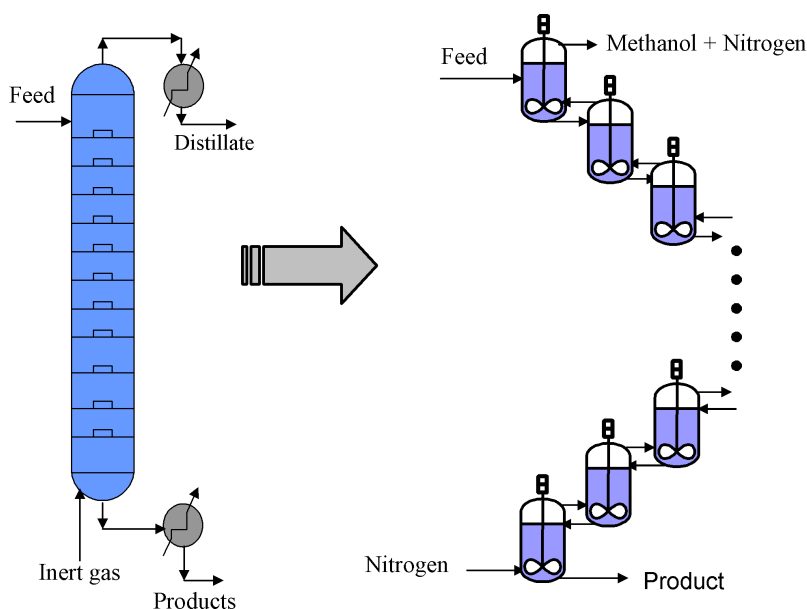 Methanol + Nitrogen
Feed
Feed
Distillate
Inert gas
Products
Nitrogen
Product